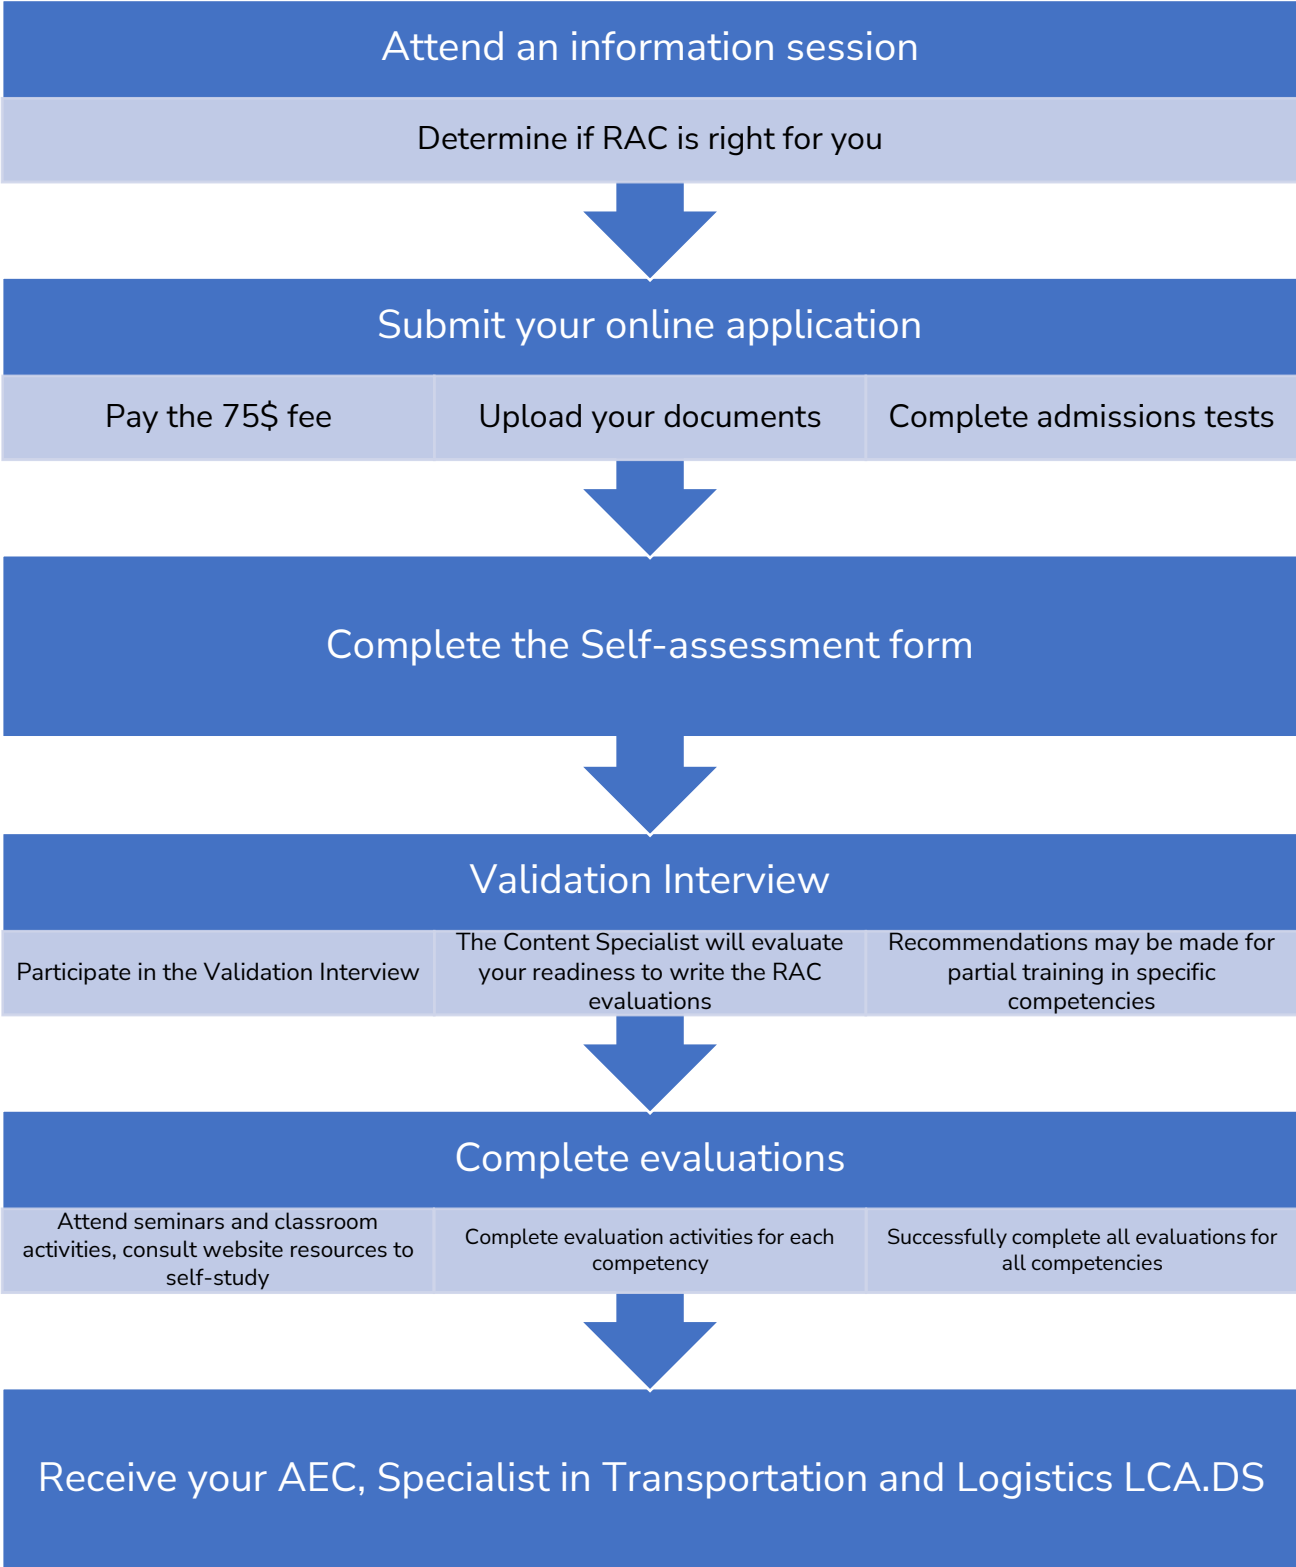 Attend an information session
Determine if RAC is right for you
Submit your online application
Pay the 75$ fee
Upload your documents
Complete admissions tests
Complete the Self-assessment form
Validation Interview
Participate in the Validation Interview
The Content Specialist will evaluate
your readiness to write the RAC
evaluations
Recommendations may be made for
partial training in specific
competencies
Complete evaluations
Attend seminars and classroom
activities, consult website resources to
self-study
Complete evaluation activities for each
competency
Successfully complete all evaluations for
all competencies
Receive your AEC, Specialist in Transportation and Logistics LCA.DS